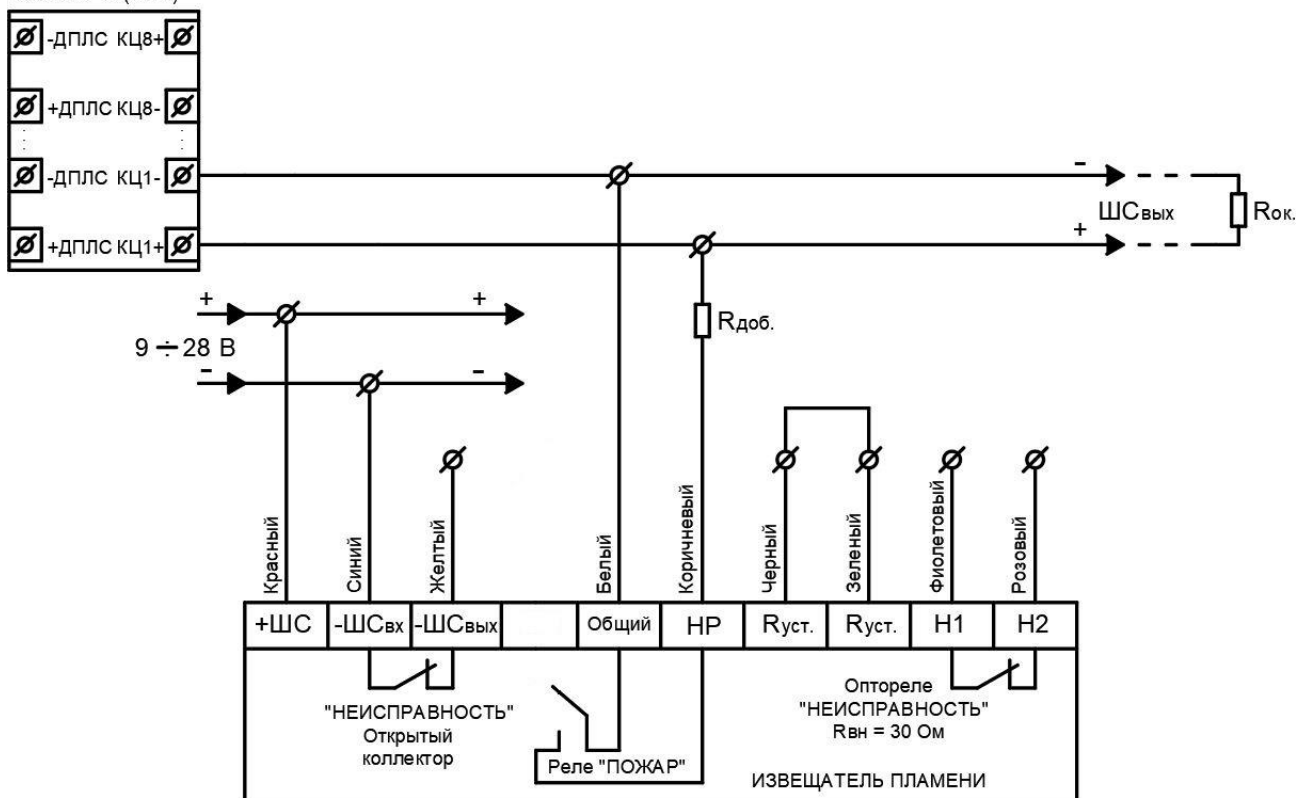 -ДПЛС КЦ8+
+ДПЛС КЦ8-
-ДПЛС КЦ1-
+ДПЛС КЦ1+
-
ШСвых
+
Rок.
+ +
9 ÷ 28 В
- -
Rдоб.
Красный
Синий
Желтый
Белый
Коричневый
Черный
Зеленый
Фиолетовый
Розовый
+ШС -ШСвх -ШСвых Общий НР Rуст. Rуст. Н1 Н2
"НЕИСПРАВНОСТЬ"
Открытый
коллектор
Реле "ПОЖАР"
Оптореле
"НЕИСПРАВНОСТЬ"
Rвн = 30 Ом
ИЗВЕЩАТЕЛЬ ПЛАМЕНИ